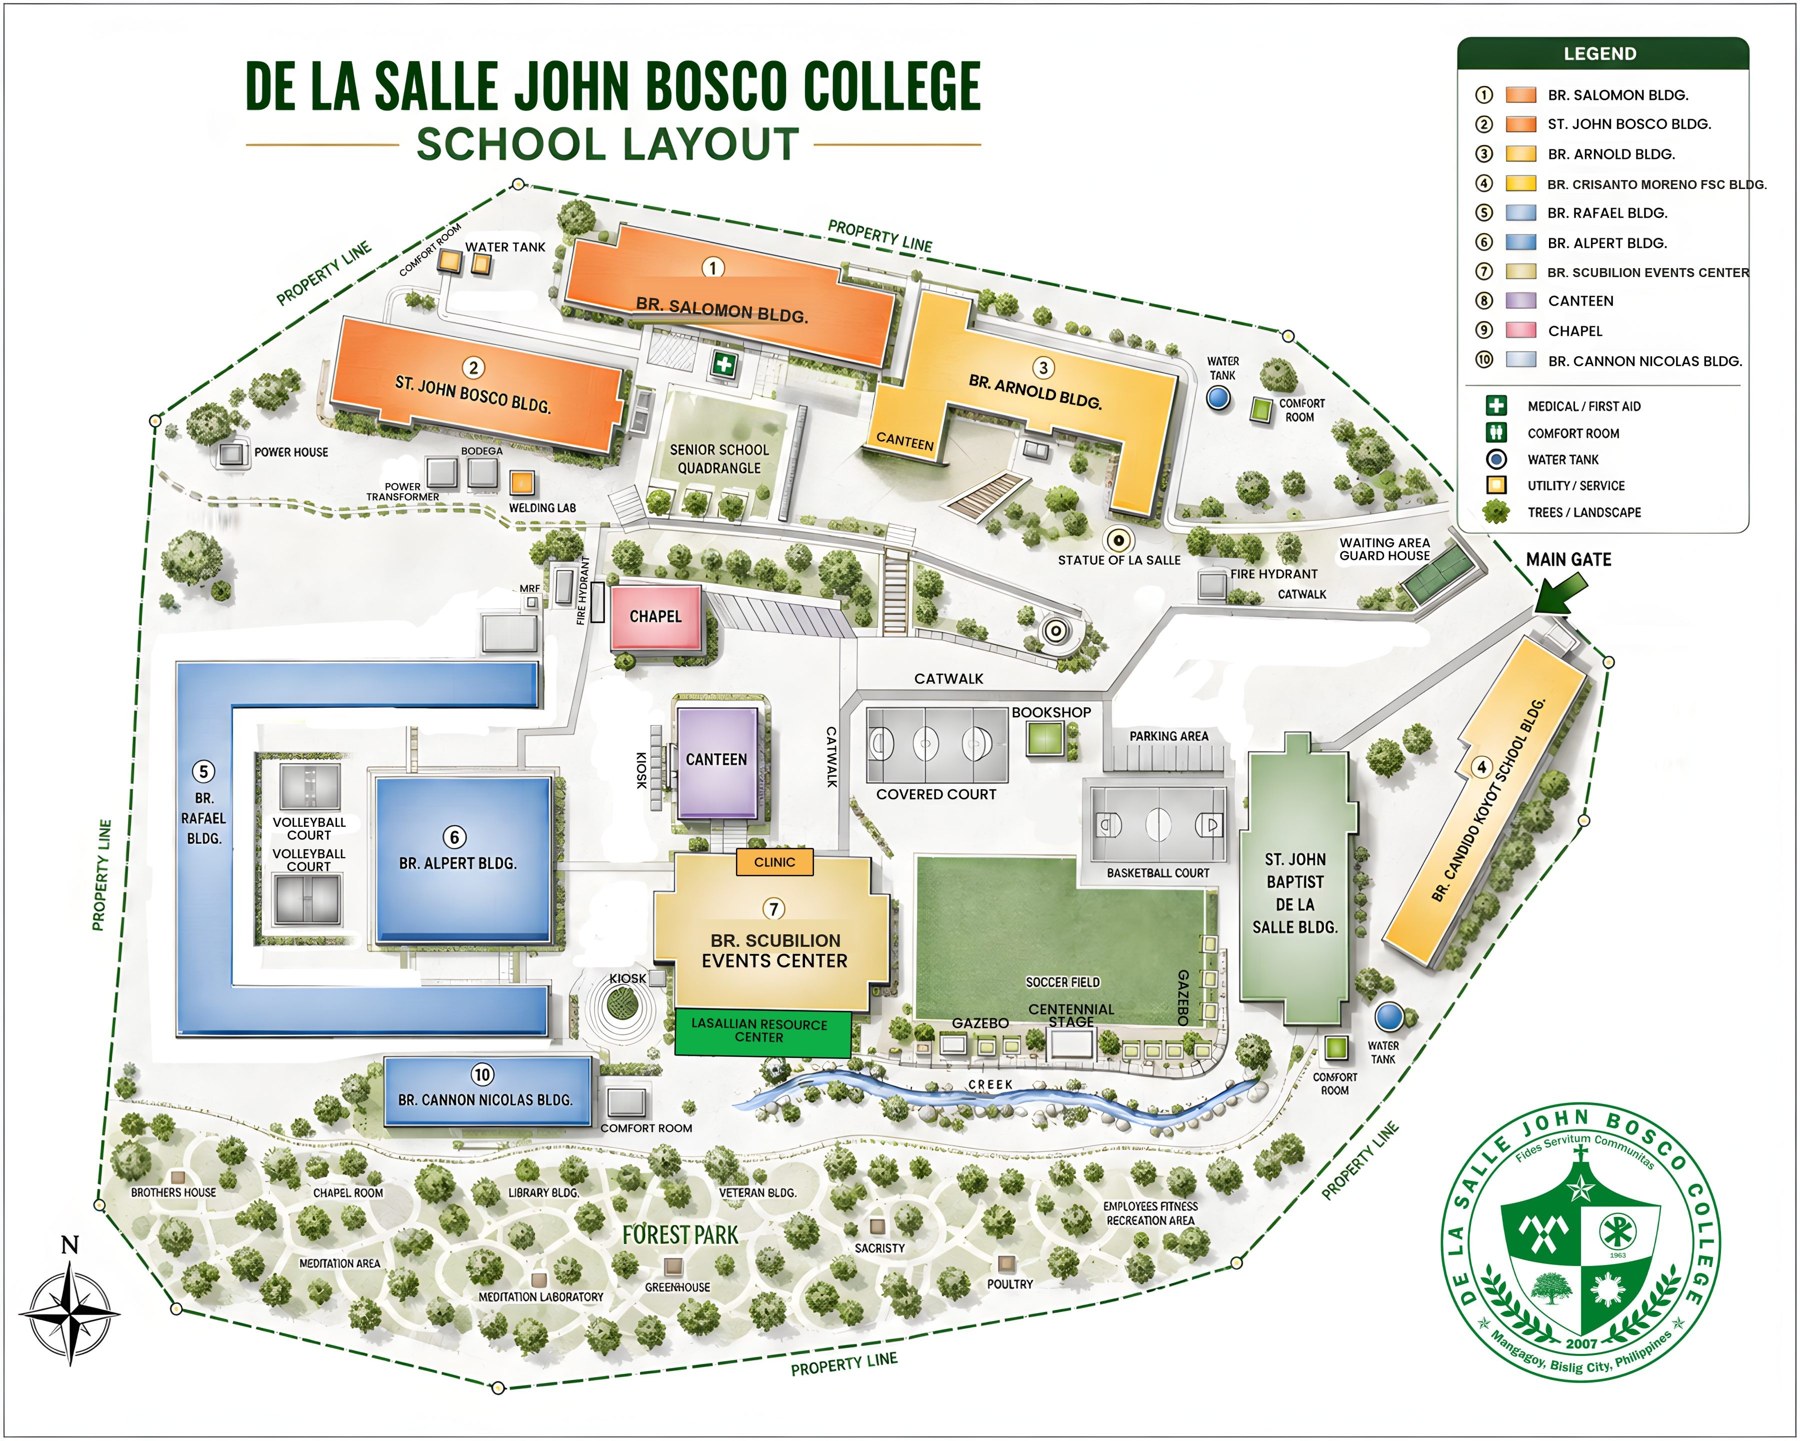 DE LA SALLE JOHN BOSCO COLLEGE
SCHOOL LAYOUT
LEGEND
1 BR. SALOMON BLDG.
2 ST. JOHN BOSCO BLDG.
3 BR. ARNOLD BLDG.
4 BR. CRISANTO MORENO FSC BLDG.
5 BR. RAFAEL BLDG.
6 BR. ALPERT BLDG.
7 BR. SCUBILION EVENTS CENTER
8 CANTEEN
9 CHAPEL
10 BR. CANNON NICOLAS BLDG.
MEDICAL / FIRST AID
COMFORT ROOM
WATER TANK
UTILITY / SERVICE
TREES / LANDSCAPE
PROPERTY LINE
PROPERTY LINE
COMFORT ROOM
WATER TANK
1
BR. SALOMON BLDG.
2
ST. JOHN BOSCO BLDG.
3
BR. ARNOLD BLDG.
CANTEEN
WATER
TANK
COMFORT
ROOM
SENIOR SCHOOL
QUADRANGLE
POWER HOUSE
BODEGA
POWER
TRANSFORMER
WELDING LAB
STATUE OF LA SALLE
WAITING AREA
GUARD HOUSE
MAIN GATE
FIRE HYDRANT
CATWALK
MRF
FIRE HYDRANT
CHAPEL
CATWALK
BOOKSHOP
PARKING AREA
CANTEEN
KIOSK
CATWALK
COVERED COURT
BASKETBALL COURT
5
BR.
RAFAEL
BLDG.
VOLLEYBALL
COURT
VOLLEYBALL
COURT
6
BR. ALPERT BLDG.
CLINIC
7
BR. SCUBILION
EVENTS CENTER
LASALLIAN RESOURCE
CENTER
ST. JOHN
BAPTIST
DE LA
SALLE BLDG.
4
BR. CANDIDO KOYOT SCHOOL BLDG.
PROPERTY LINE
KIOSK
SOCCER FIELD
GAZEBO
CENTENNIAL
STAGE
GAZEBO
WATER
TANK
COMFORT
ROOM
10
BR. CANNON NICOLAS BLDG.
COMFORT ROOM
CREEK
PROPERTY LINE
BROTHERS HOUSE
CHAPEL ROOM
LIBRARY BLDG.
VETERAN BLDG.
EMPLOYEES FITNESS
RECREATION AREA
FOREST PARK
SACRISTY
MEDITATION AREA
GREENHOUSE
POULTRY
MEDITATION LABORATORY
PROPERTY LINE
N
DE LA SALLE JOHN BOSCO COLLEGE
Fides Servitum Communitas
1963
2007
Mangagoy, Bislig City, Philippines